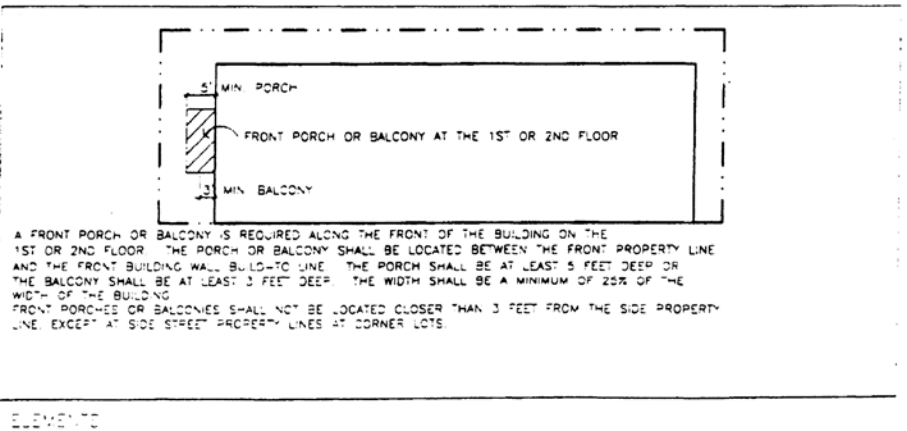 5' MIN. PORCH
FRONT PORCH OR BALCONY AT THE 1ST OR 2ND FLOOR
3' MIN. BALCONY
A FRONT PORCH OR BALCONY IS REQUIRED ALONG THE FRONT OF THE BUILDING ON THE
1ST OR 2ND FLOOR. THE PORCH OR BALCONY SHALL BE LOCATED BETWEEN THE FRONT PROPERTY LINE
AND THE FRONT BUILDING WALL BUILD-TO LINE. THE PORCH SHALL BE AT LEAST 5 FEET DEEP OR
THE BALCONY SHALL BE AT LEAST 3 FEET DEEP. THE WIDTH SHALL BE A MINIMUM OF 25% OF THE
WIDTH OF THE BUILDING
FRONT PORCHES OR BALCONIES SHALL NOT BE LOCATED CLOSER THAN 3 FEET FROM THE SIDE PROPERTY
LINE, EXCEPT AT SIDE STREET PROPERTY LINES AT CORNER LOTS.
ELEMENTS